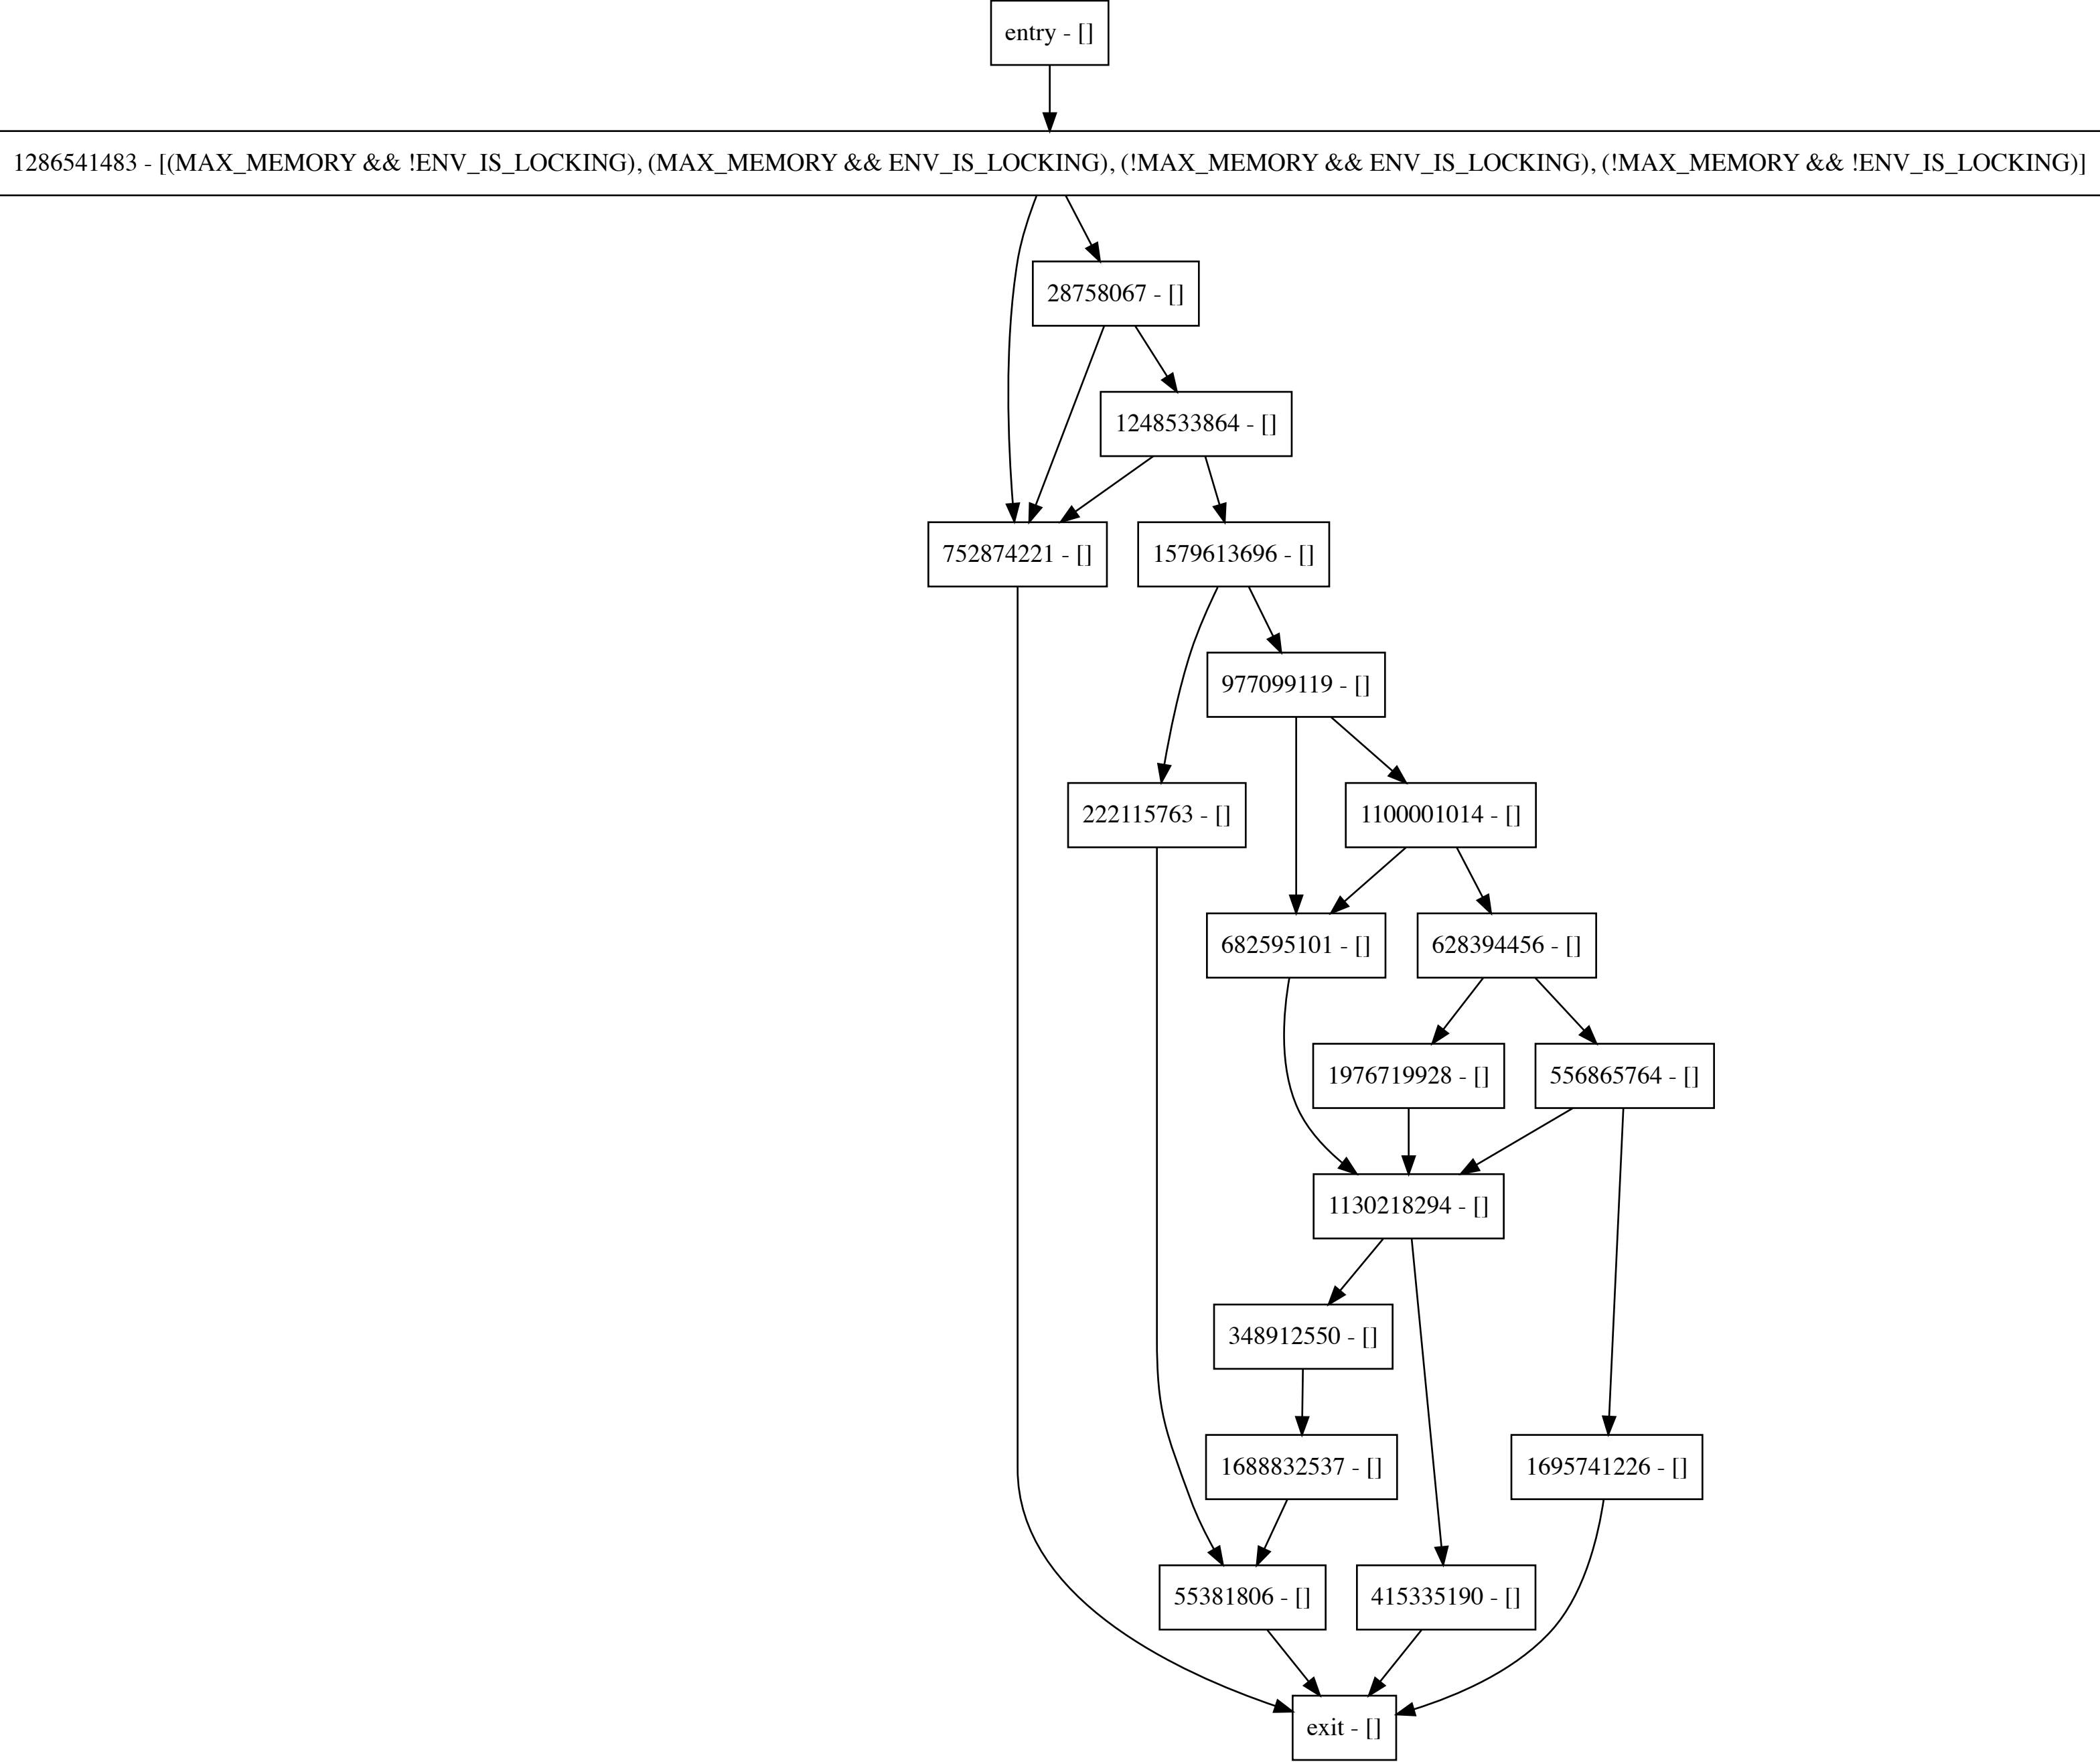 entry - []
1286541483 - [(MAX_MEMORY && !ENV_IS_LOCKING), (MAX_MEMORY && ENV_IS_LOCKING), (!MAX_MEMORY && ENV_IS_LOCKING), (!MAX_MEMORY && !ENV_IS_LOCKING)]
28758067 - []
1248533864 - []
752874221 - []
1579613696 - []
977099119 - []
222115763 - []
1100001014 - []
682595101 - []
628394456 - []
1976719928 - []
556865764 - []
1130218294 - []
348912550 - []
1688832537 - []
1695741226 - []
55381806 - []
415335190 - []
exit - []